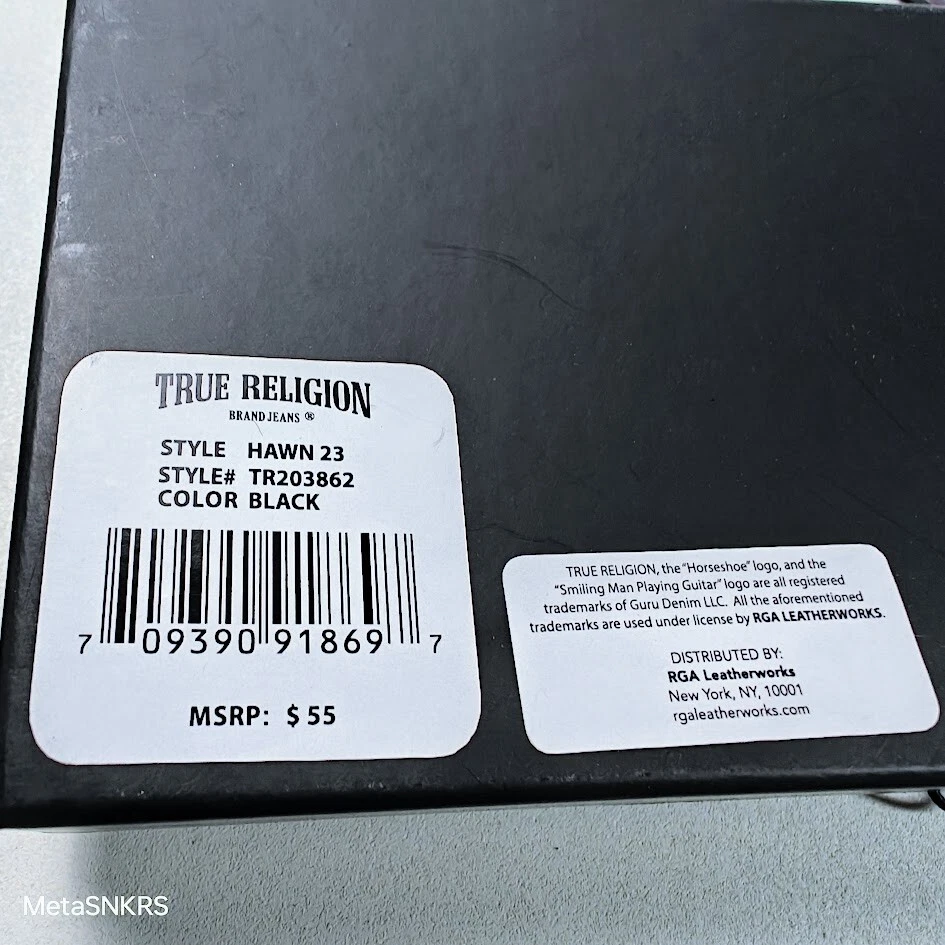 TRUE RELIGION
BRAND JEANS ®
STYLE HAWN 23
STYLE# TR203862
COLOR BLACK
7 09390 91869 7
MSRP: $ 55
TRUE RELIGION, the "Horseshoe" logo, and the
"Smiling Man Playing Guitar" logo are all registered
trademarks of Guru Denim LLC. All the aforementioned
trademarks are used under license by RGA LEATHERWORKS.
DISTRIBUTED BY:
RGA Leatherworks
New York, NY, 10001
rgaleatherworks.com
MetaSNKRS